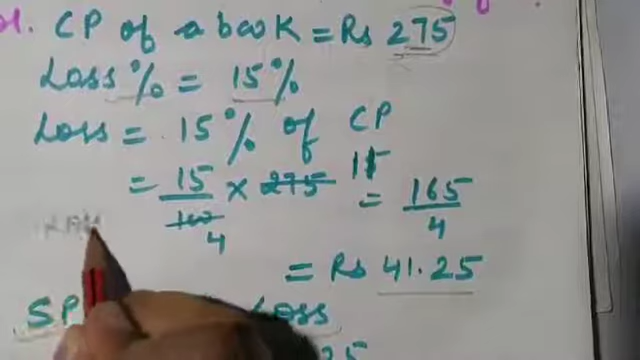 CP of a book = Rs 275
Loss% = 15%
Loss = 15% of CP
= 15/100 × 275 11 = 165/4
4
= Rs 41.25
SP Loss
25